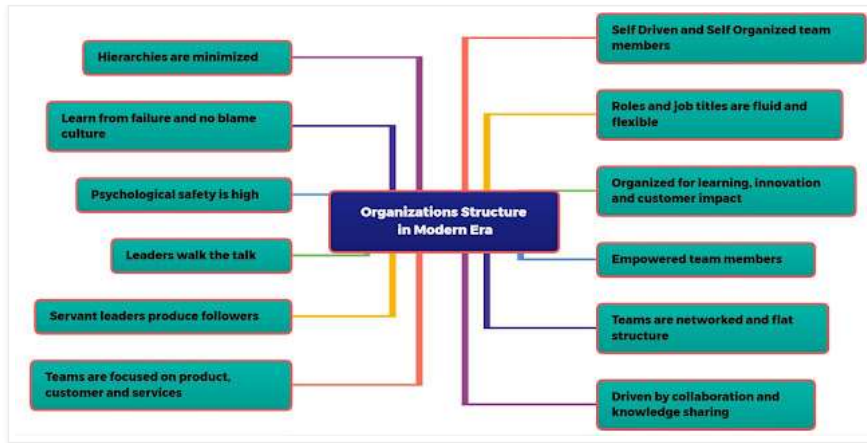 Hierarchies are minimized
Learn from failure and no blame
culture
Psychological safety is high
Leaders walk the talk
Servant leaders produce followers
Teams are focused on product,
customer and services
Organizations Structure
in Modern Era
Self Driven and Self Organized team
members
Roles and job titles are fluid and
flexible
Organized for learning, innovation
and customer impact
Empowered team members
Teams are networked and flat
structure
Driven by collaboration and
knowledge sharing